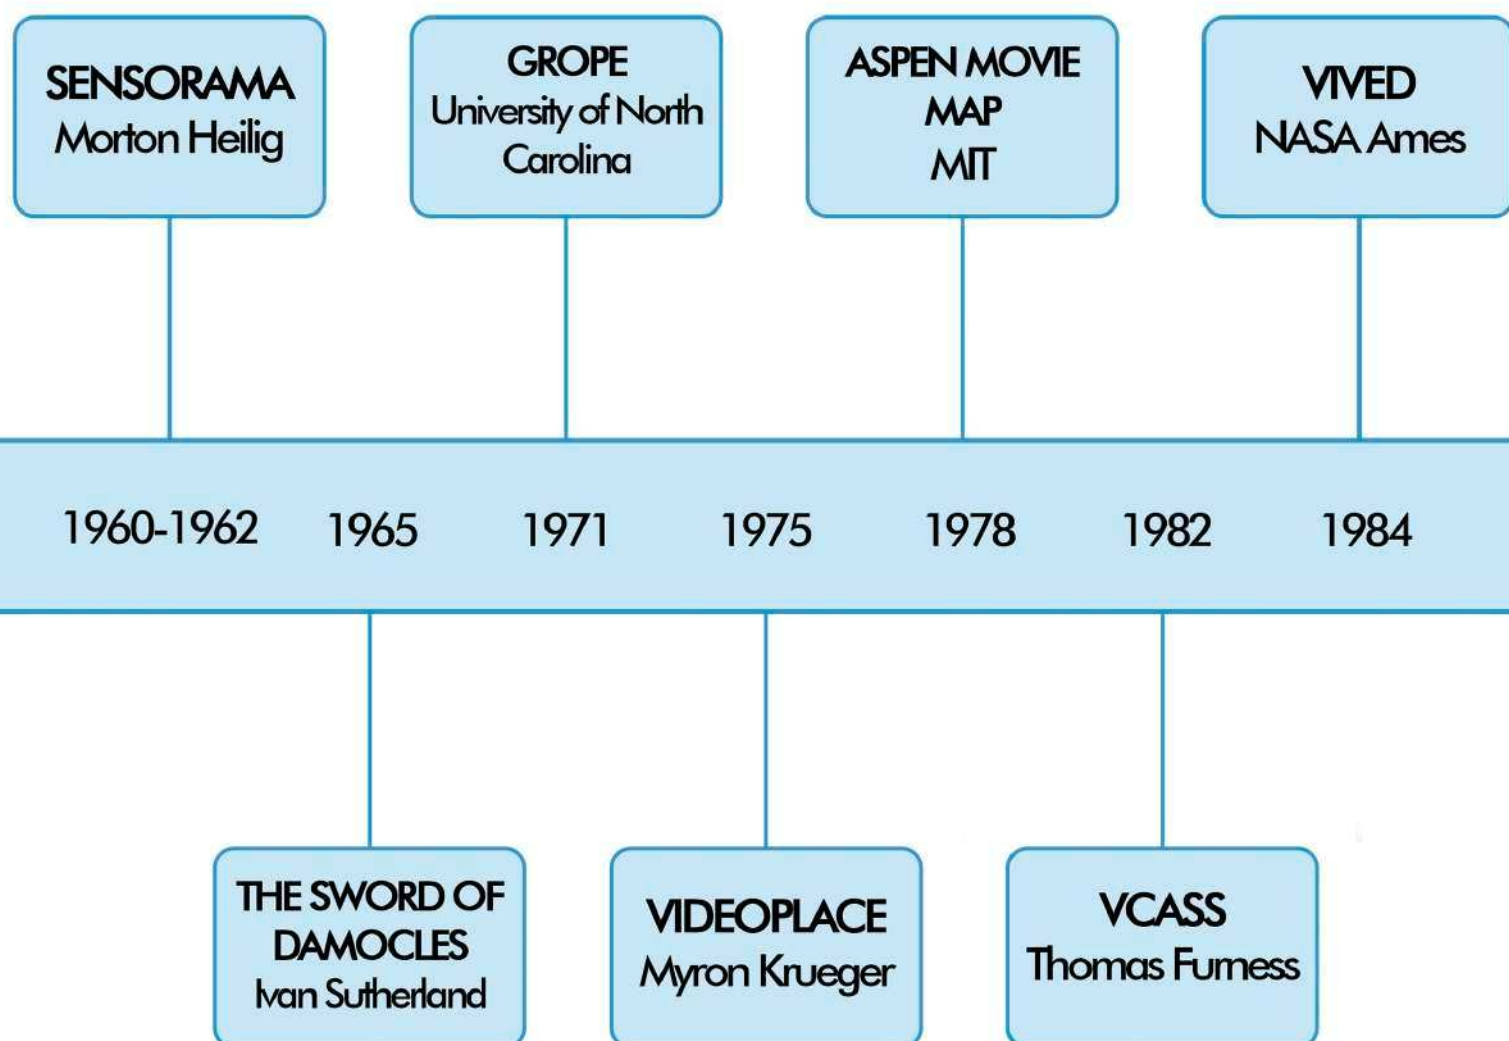 SENSORAMA
Morton Heilig
GROPE
University of North
Carolina
ASPEN MOVIE
MAP
MIT
VIVED
NASA Ames
1960-1962
1965
1971
1975
1978
1982
1984
THE SWORD OF
DAMOCLES
Ivan Sutherland
VIDEOPLACE
Myron Krueger
VCASS
Thomas Furness